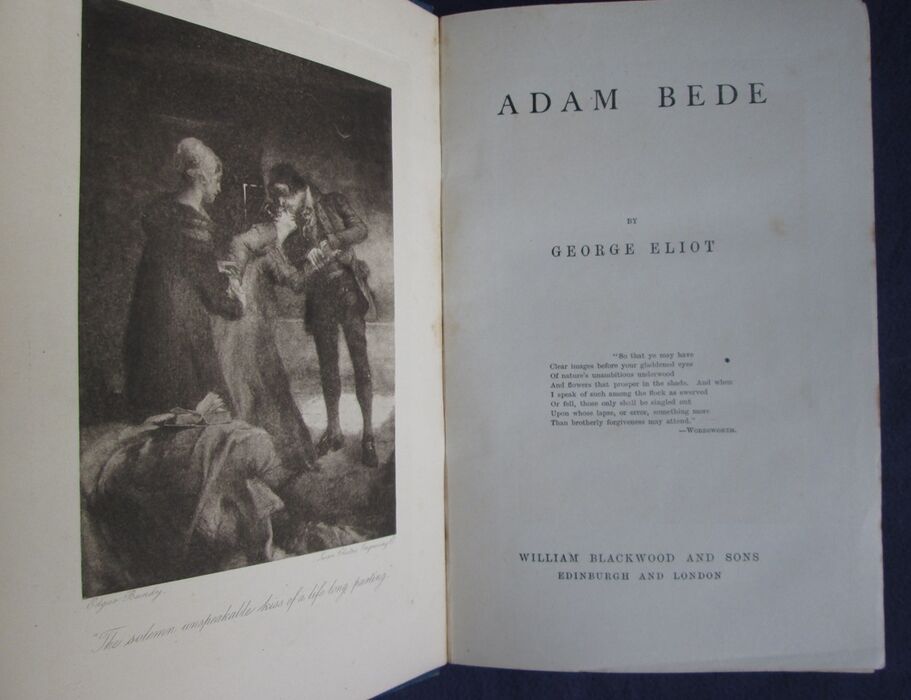 Edgar Bundy.
"The solemn unspeakable kiss of a life long parting."
ADAM BEDE
BY
GEORGE ELIOT
"So that ye may have
Clear images before your gladdened eyes
Of nature's unambitious underwood
And flowers that prosper in the shade. And when
I speak of such among the flock as swerved
Or fell, those only shall be singled out
Upon whose lapse, or error, something more
Than brotherly forgiveness may attend."
—WORDSWORTH.
WILLIAM BLACKWOOD AND SONS
EDINBURGH AND LONDON